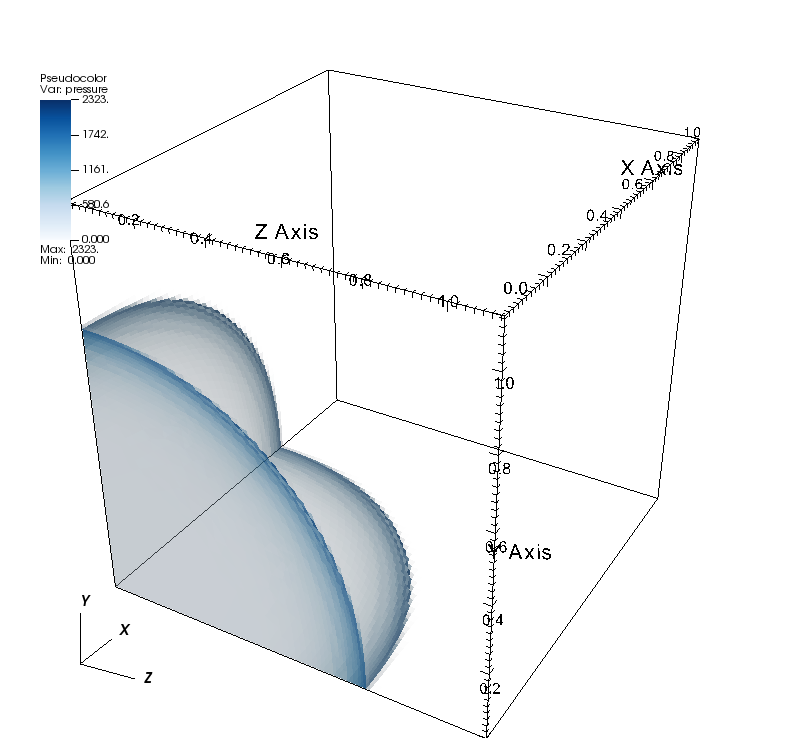 Pseudocolor
Var: pressure
2323.
1742.
1161.
580.6
0.000
Max: 2323.
Min: 0.000
1.0
0.8
X Axis
0.6
0.4
0.2
0.0
0.2
0.4
Z Axis
0.6
0.8
1.0
1.0
0.8
0.6
Y Axis
0.4
0.2
Y
X
Z